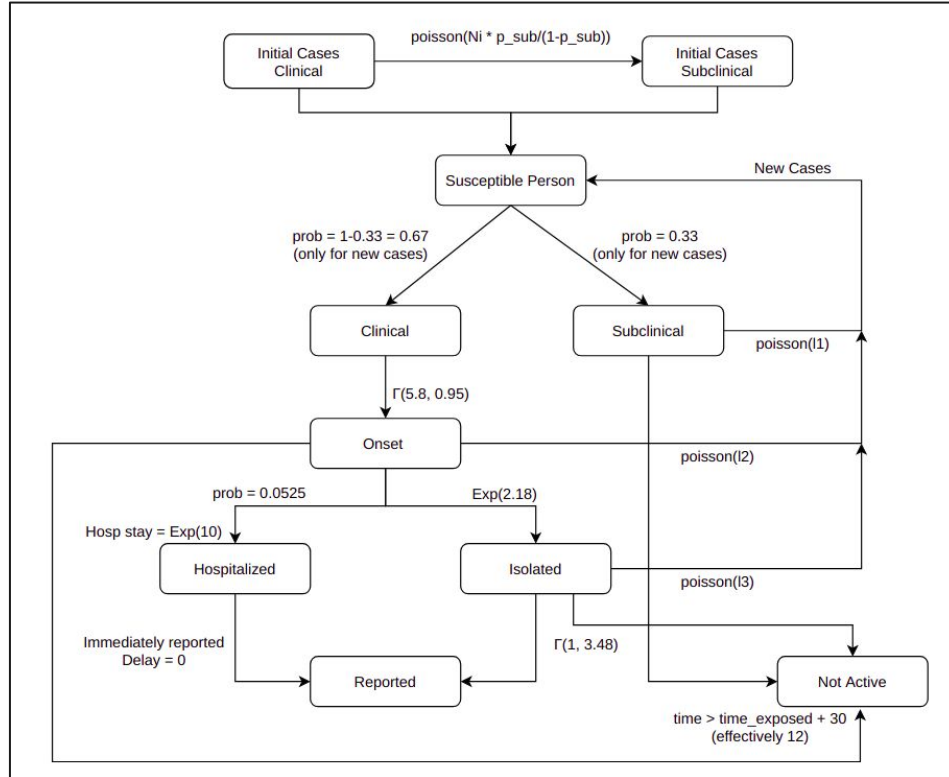 poisson(Ni * p_sub/(1-p_sub))
Initial Cases
Clinical
Initial Cases
Subclinical
New Cases
Susceptible Person
prob = 1-0.33 = 0.67
(only for new cases)
prob = 0.33
(only for new cases)
Clinical
Subclinical
poisson(l1)
Γ(5.8, 0.95)
Onset
poisson(l2)
prob = 0.0525
Exp(2.18)
Hosp stay = Exp(10)
Hospitalized
Isolated
poisson(l3)
Immediately reported
Delay = 0
Γ(1, 3.48)
Reported
Not Active
time > time_exposed + 30
(effectively 12)